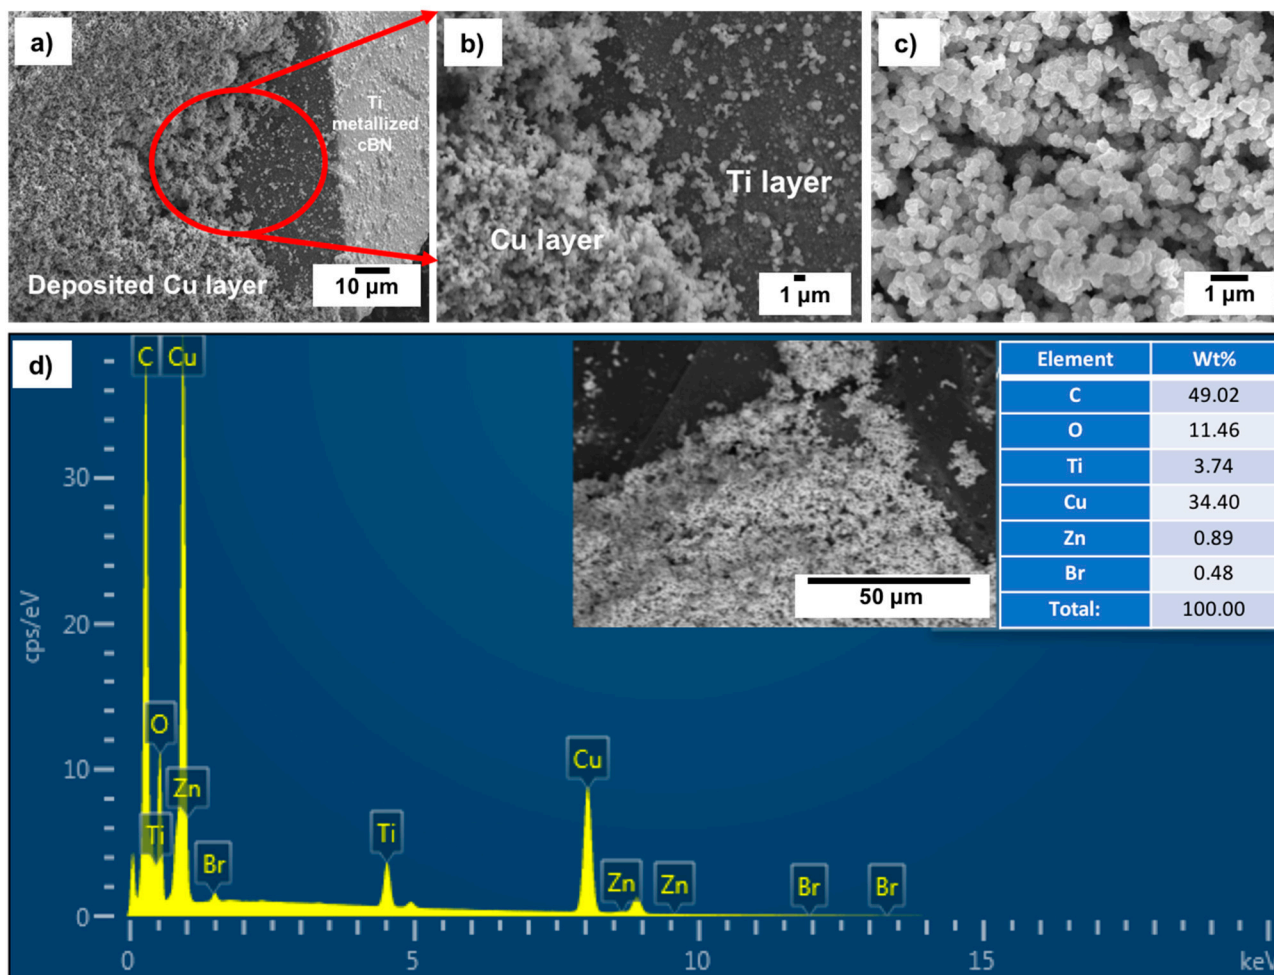 a)
Ti
metallized
cBN
Deposited Cu layer
10 µm
b)
Ti layer
Cu layer
1 µm
c)
1 µm
d)
C
Cu
O
Zn
Ti
Br
Ti
Cu
Zn
Zn
Br
Br
30
20
10
0
cps/eV
0
5
10
15
keV
50 µm
Element Wt%
C 49.02
O 11.46
Ti 3.74
Cu 34.40
Zn 0.89
Br 0.48
Total: 100.00